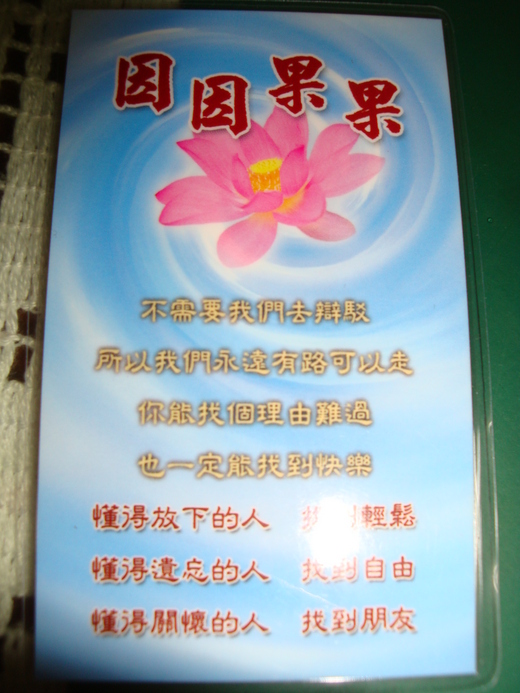 因因果果
不需要我們去辯駁
所以我們永遠有路可以走
你能找個理由難過
也一定能找到快樂
懂得放下的人 找到輕鬆
懂得遺忘的人 找到自由
懂得關懷的人 找到朋友